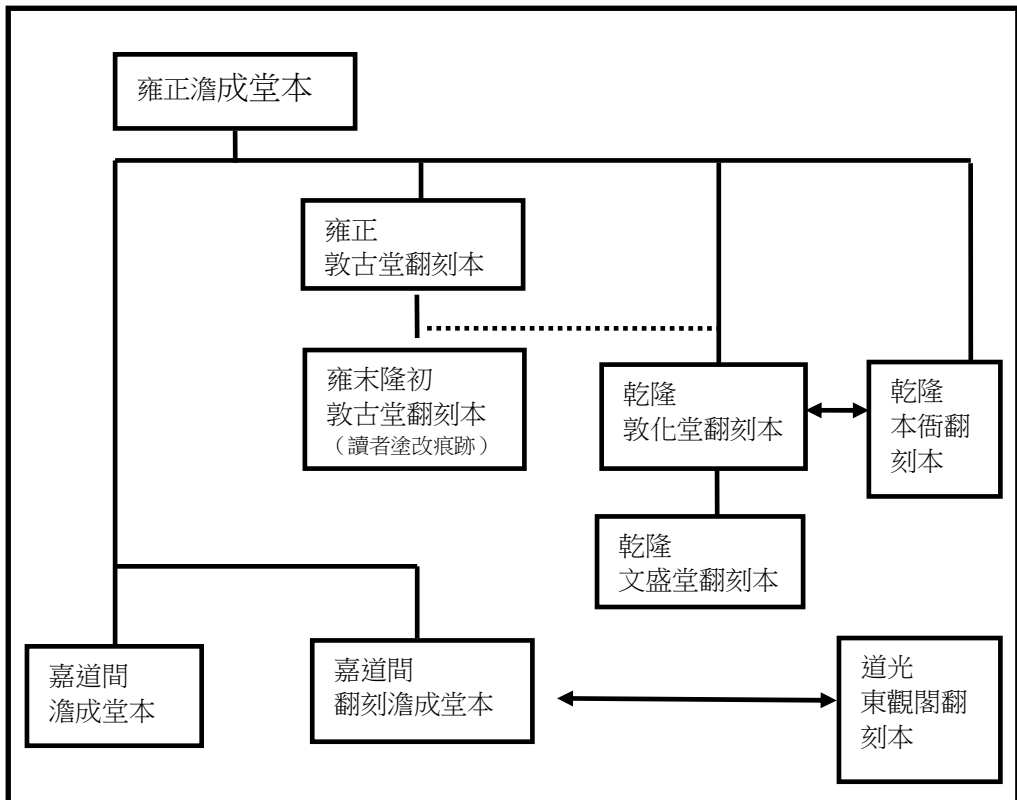 雍正澹成堂本
雍正
敦古堂翻刻本
雍末隆初
敦古堂翻刻本
（讀者塗改痕跡）
乾隆
敦化堂翻刻本
乾隆
本衙翻
刻本
乾隆
文盛堂翻刻本
嘉道間
澹成堂本
嘉道間
翻刻澹成堂本
道光
東觀閣翻
刻本